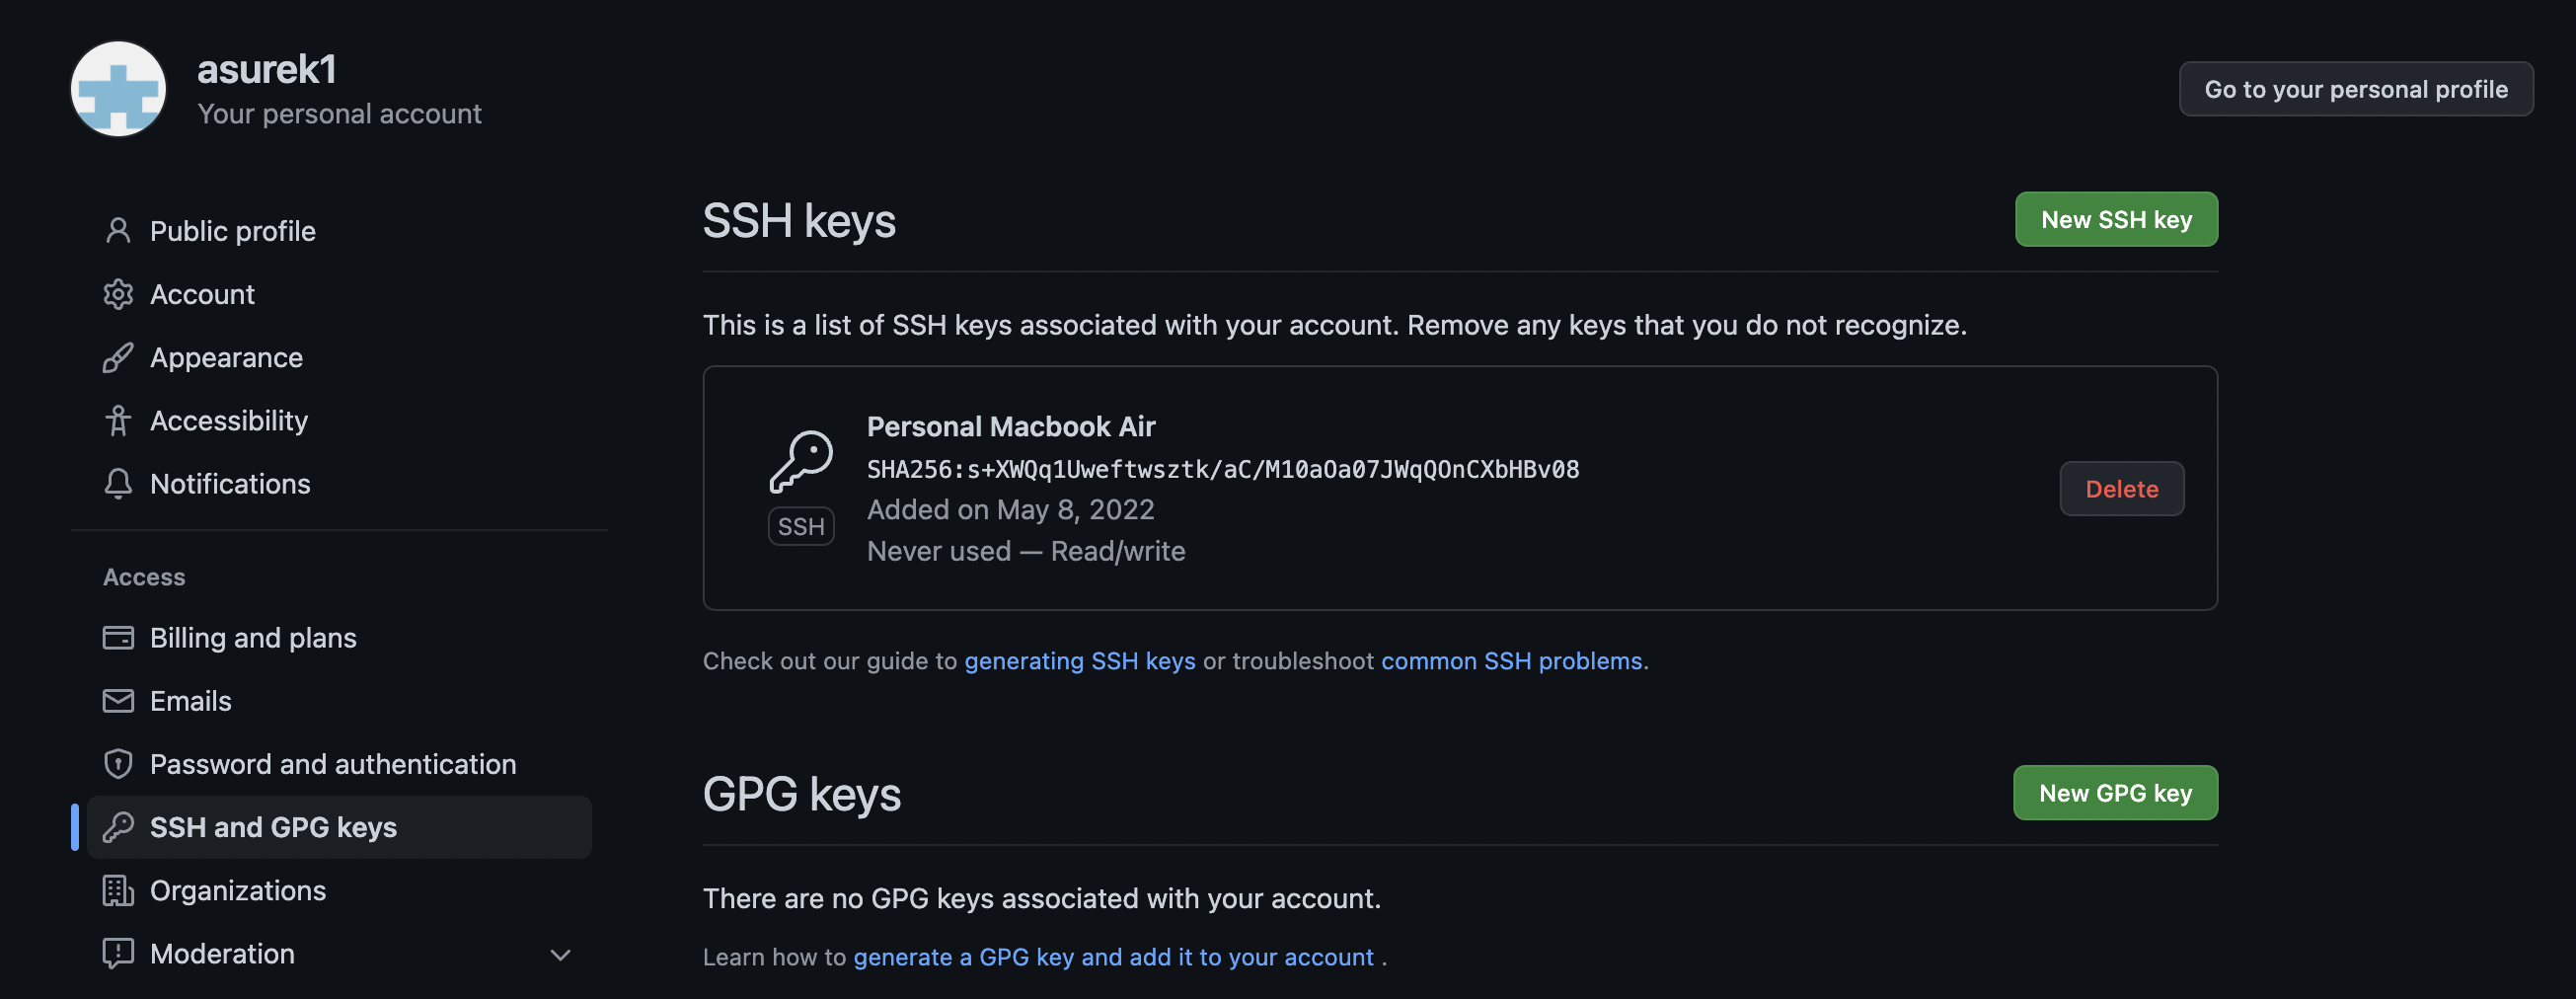 asurek1
Your personal account
Go to your personal profile
Public profile
Account
Appearance
Accessibility
Notifications
Access
Billing and plans
Emails
Password and authentication
SSH and GPG keys
Organizations
Moderation
SSH keys
New SSH key
This is a list of SSH keys associated with your account. Remove any keys that you do not recognize.
Personal Macbook Air
SHA256:s+XWQq1Uweftwsztk/aC/M10aOa07JWqQOnCXbHBv08
SSH
Added on May 8, 2022
Never used — Read/write
Delete
Check out our guide to generating SSH keys or troubleshoot common SSH problems.
GPG keys
New GPG key
There are no GPG keys associated with your account.
Learn how to generate a GPG key and add it to your account .